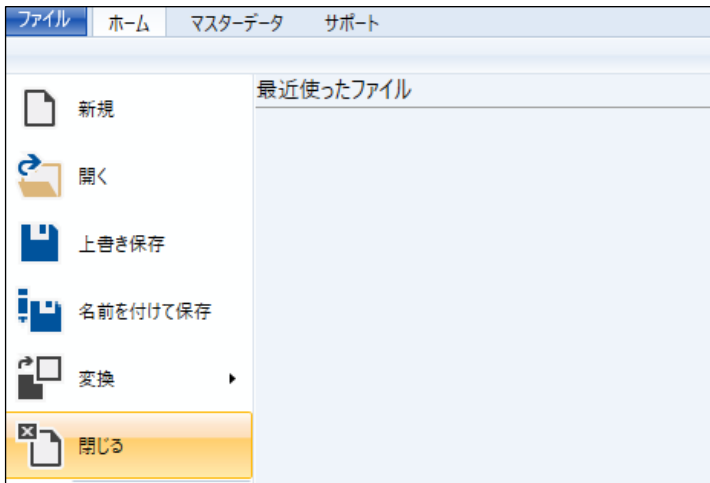 ファイル ホーム マスターデータ サポート
最近使ったファイル
新規
開く
上書き保存
名前を付けて保存
変換
閉じる